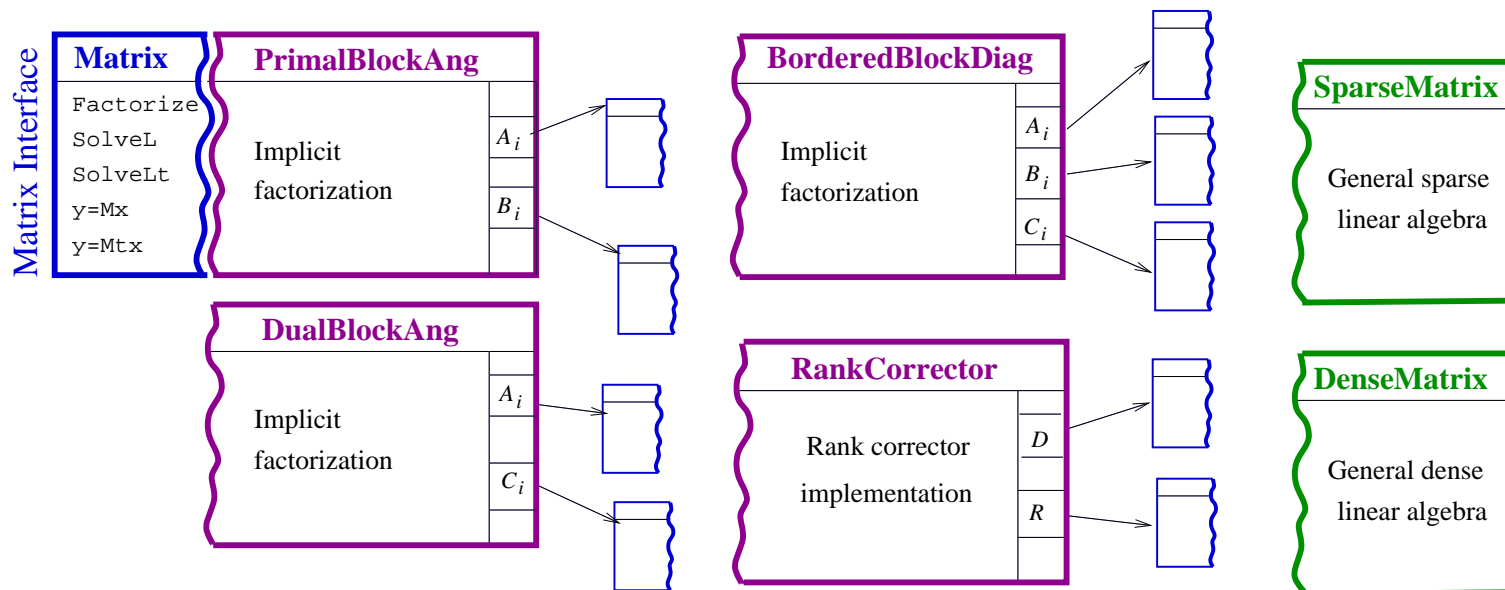 Matrix Interface
Matrix
Factorize
SolveL
SolveLt
y=Mx
y=Mtx
PrimalBlockAng
Implicit
factorization
A i
B i
BorderedBlockDiag
Implicit
factorization
A i
B i
C i
SparseMatrix
General sparse
linear algebra
DualBlockAng
Implicit
factorization
A i
C i
RankCorrector
Rank corrector
implementation
D
R
DenseMatrix
General dense
linear algebra